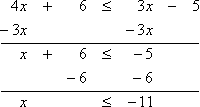 4x + 6 ≤ 3x − 5
−3x −3x
x + 6 ≤ −5
−6 −6
x ≤ −11